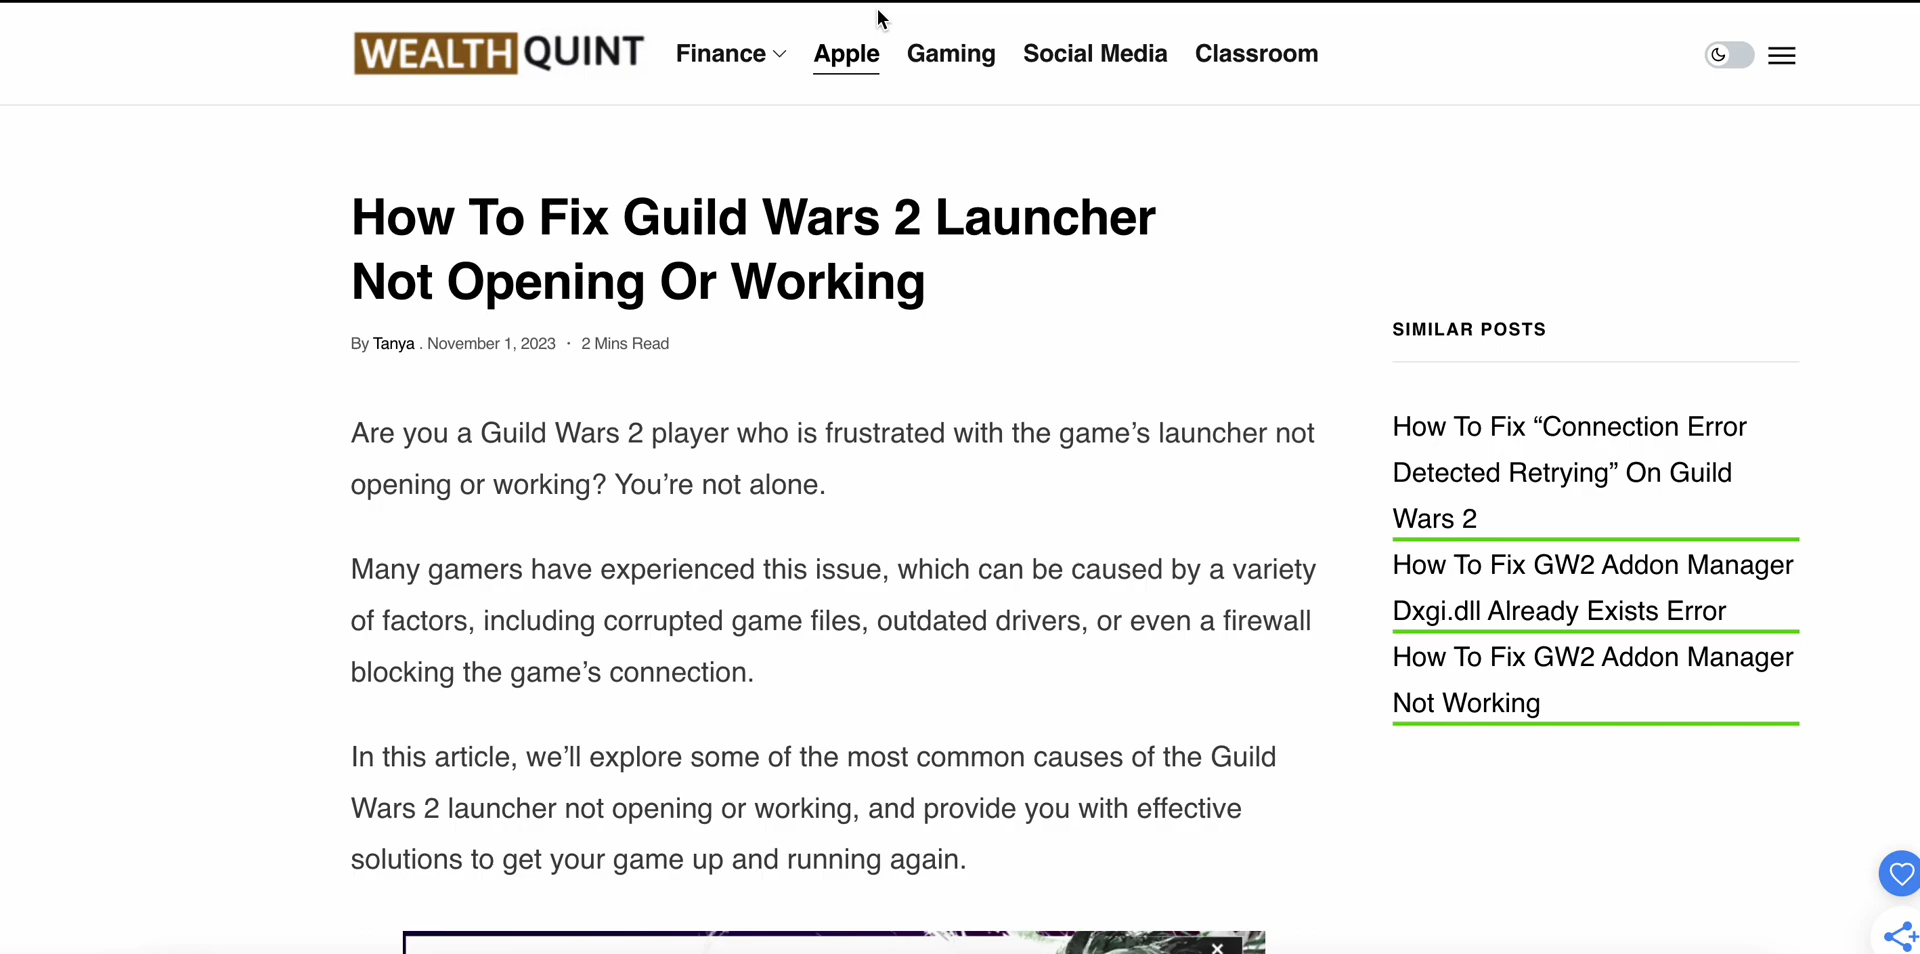 WEALTH QUINT Finance Apple Gaming Social Media Classroom
How To Fix Guild Wars 2 Launcher
Not Opening Or Working
By Tanya . November 1, 2023 · 2 Mins Read
Are you a Guild Wars 2 player who is frustrated with the game’s launcher not
opening or working? You’re not alone.
Many gamers have experienced this issue, which can be caused by a variety
of factors, including corrupted game files, outdated drivers, or even a firewall
blocking the game’s connection.
In this article, we’ll explore some of the most common causes of the Guild
Wars 2 launcher not opening or working, and provide you with effective
solutions to get your game up and running again.
SIMILAR POSTS
How To Fix “Connection Error
Detected Retrying” On Guild
Wars 2
How To Fix GW2 Addon Manager
Dxgi.dll Already Exists Error
How To Fix GW2 Addon Manager
Not Working